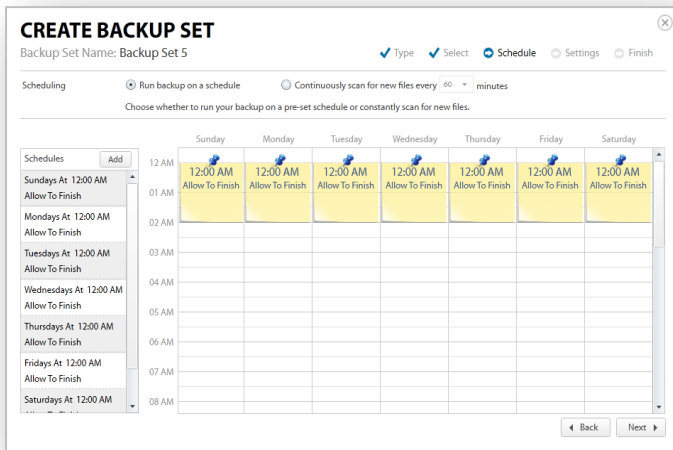 CREATE BACKUP SET
Backup Set Name: Backup Set 5
Type Select Schedule Settings Finish
Scheduling Run backup on a schedule Continuously scan for new files every 60 minutes
Choose whether to run your backup on a pre-set schedule or constantly scan for new files.
Sunday Monday Tuesday Wednesday Thursday Friday Saturday
Schedules Add
Sundays At 12:00 AM
Allow To Finish
Mondays At 12:00 AM
Allow To Finish
Tuesdays At 12:00 AM
Allow To Finish
Wednesdays At 12:00 AM
Allow To Finish
Thursdays At 12:00 AM
Allow To Finish
Fridays At 12:00 AM
Allow To Finish
Saturdays At 12:00 AM
12 AM
01 AM
02 AM
03 AM
04 AM
05 AM
06 AM
07 AM
08 AM
12:00 AM 12:00 AM 12:00 AM 12:00 AM 12:00 AM 12:00 AM 12:00 AM
Allow To Finish Allow To Finish Allow To Finish Allow To Finish Allow To Finish Allow To Finish Allow To Finish
Back Next